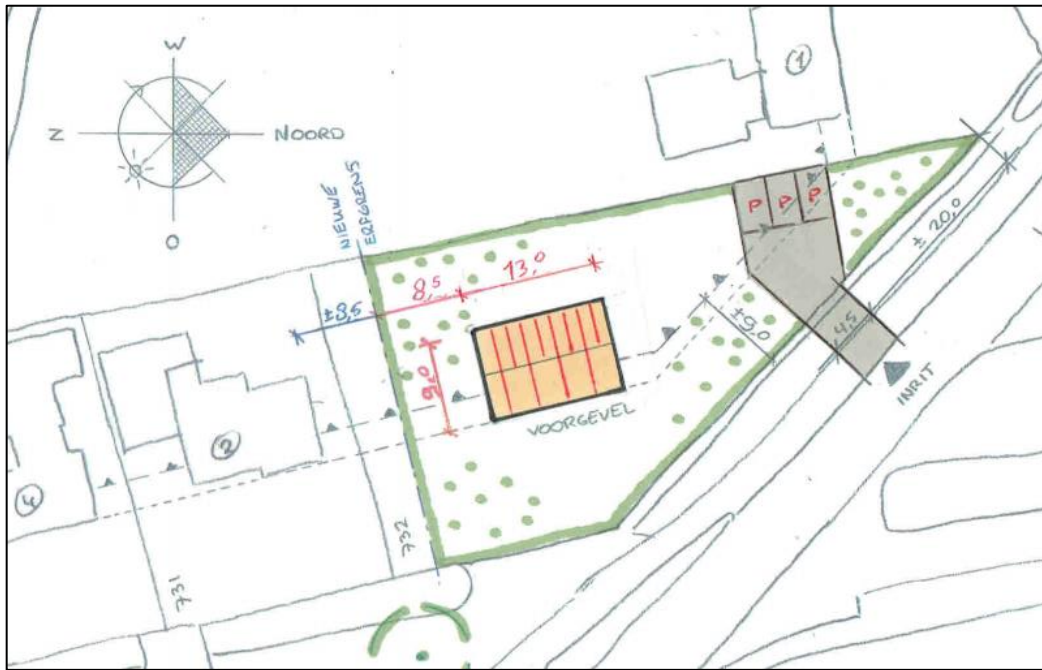 W
Z
NOORD
O
1
NIEUWE
ERFGRENS
P P P
± 20,0
13,0
8,5
±8,5
±9,0
4,5
9,0
INRIT
VOORGEVEL
2
4
732
731